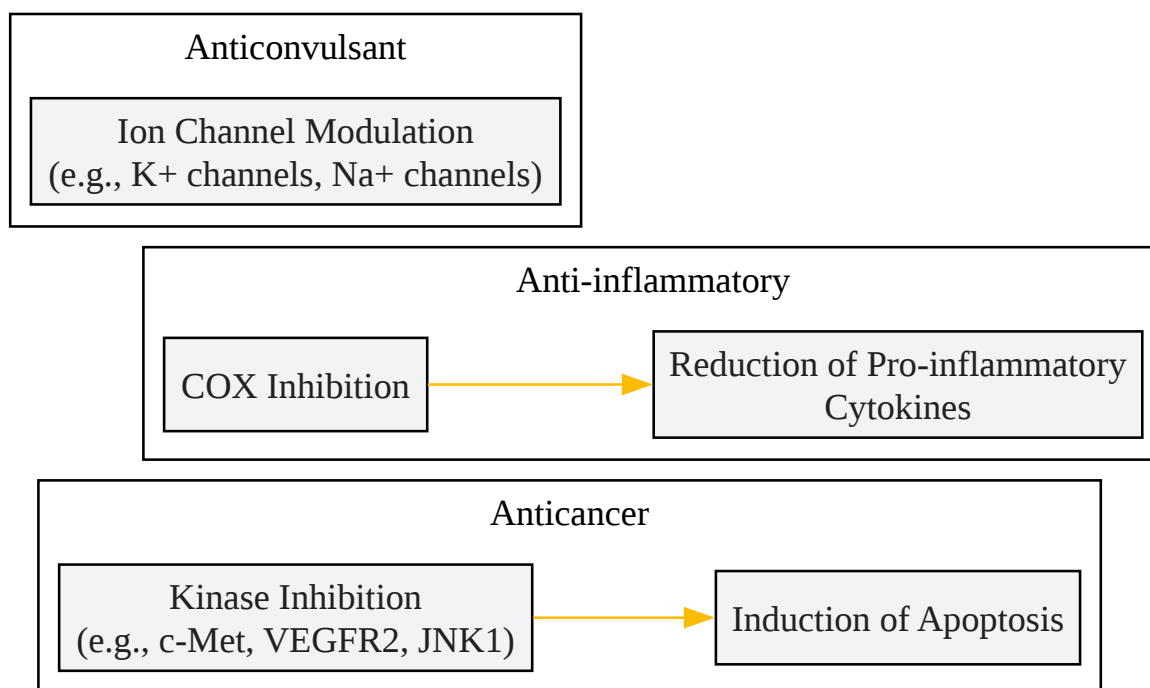 Anticonvulsant
Ion Channel Modulation
(e.g., K+ channels, Na+ channels)
Anti-inflammatory
COX Inhibition
Reduction of Pro-inflammatory
Cytokines
Anticancer
Kinase Inhibition
(e.g., c-Met, VEGFR2, JNK1)
Induction of Apoptosis